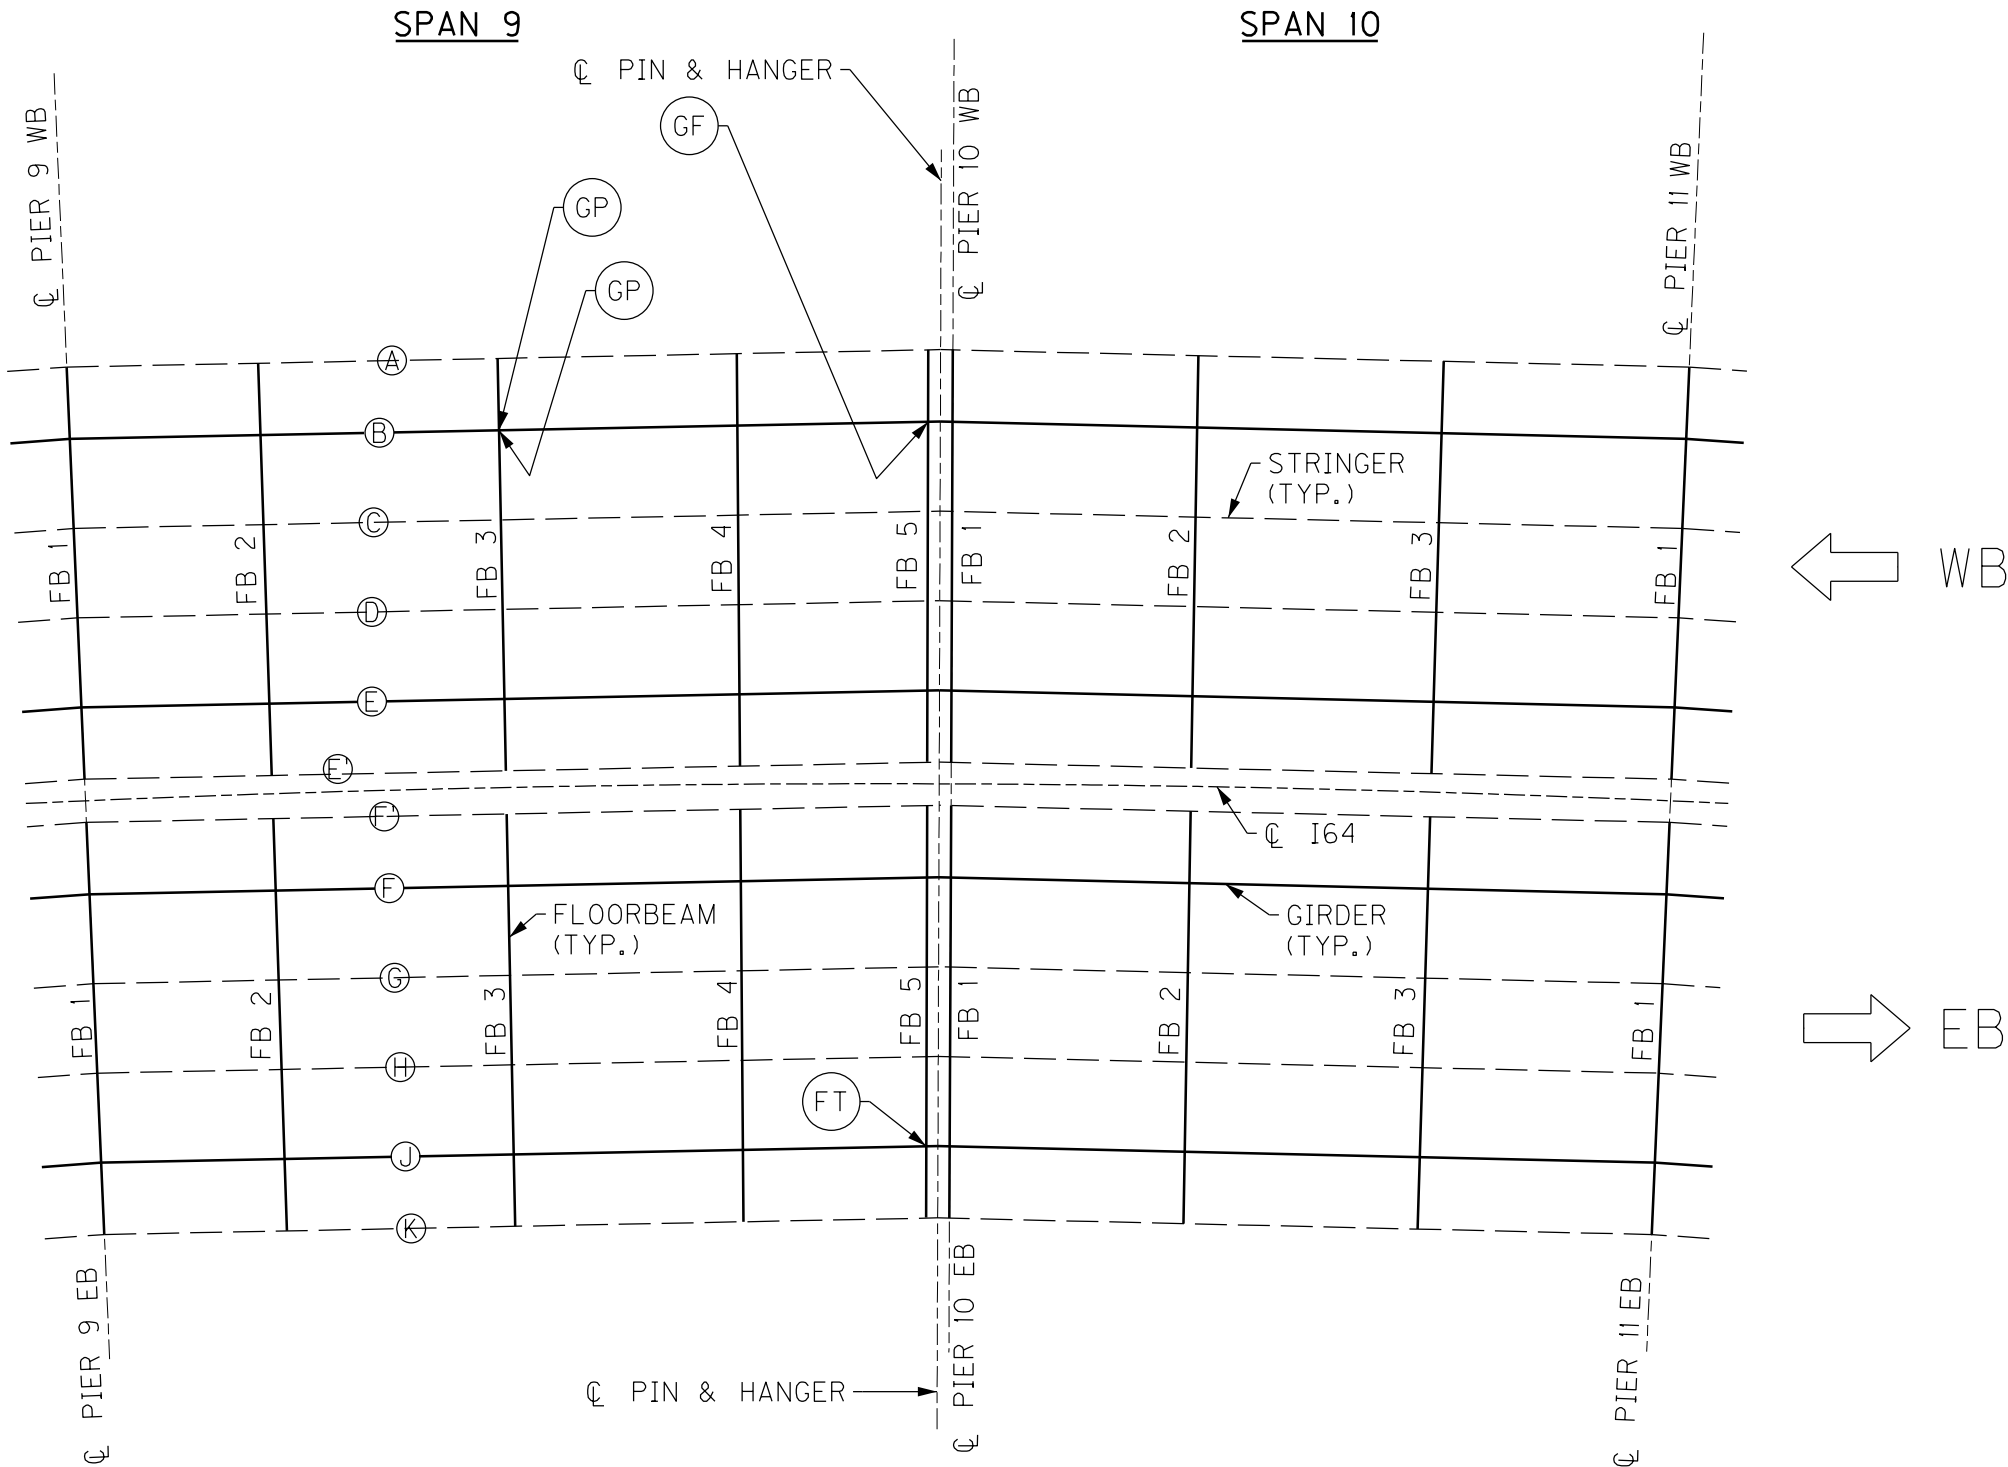 SPAN 9
SPAN 10
℄ PIN & HANGER
GF
GP
GP
℄ PIER 9 WB
℄ PIER 10 WB
℄ PIER 11 WB
A
B
C
D
E
E'
F'
F
G
H
J
K
STRINGER
(TYP.)
FB 1
FB 2
FB 3
FB 4
FB 5
FB 1
FB 2
FB 3
FB 1
WB
℄ I64
FLOORBEAM
(TYP.)
GIRDER
(TYP.)
FB 1
FB 2
FB 3
FB 4
FB 5
FB 1
FB 2
FB 3
FB 1
EB
FT
℄ PIER 9 EB
℄ PIER 10 EB
℄ PIER 11 EB
℄ PIN & HANGER